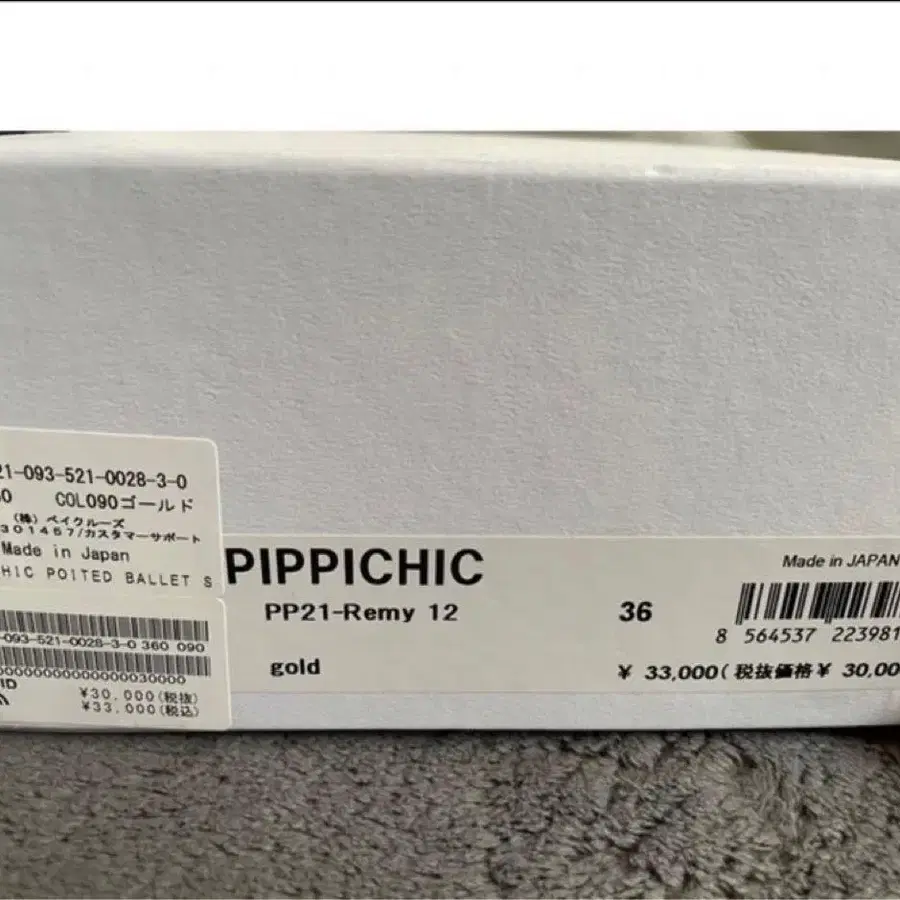 21-093-521-0028-3-0
60 COL090ゴールド
(株) ベイクルーズ
301457/カスタマーサポート
Made in Japan
HIC POITED BALLET S
-093-521-0028-3-0 360 090
ID
¥30,000(税抜)
¥33,000(税込)
PIPPICHIC
Made in JAPAN
PP21-Remy 12
36
8 564537 223981
gold
¥ 33,000(税抜価格¥ 30,00